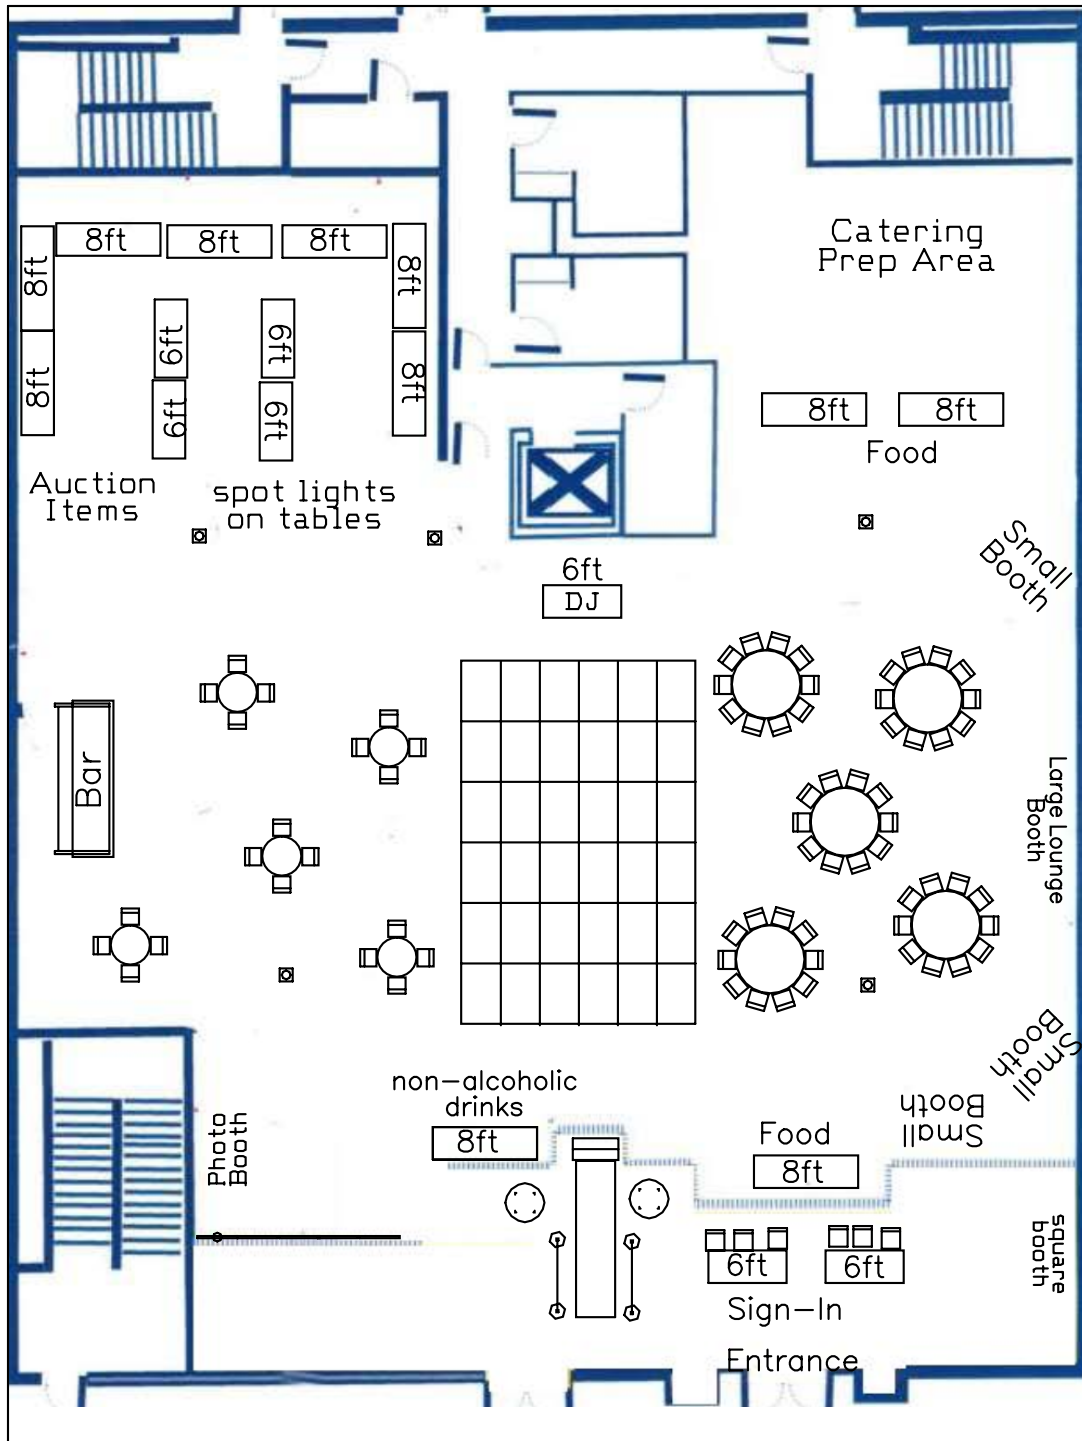 8ft
8ft
8ft
8ft
8ft
8ft
8ft
6ft
6ft
6ft
6ft
Auction
Items
spot lights
on tables
Catering
Prep Area
8ft
8ft
Food
Small
Booth
6ft
DJ
Bar
Large Lounge
Booth
Small
Booth
Small
Booth
non-alcoholic
drinks
8ft
Photo
Booth
Food
8ft
square
booth
6ft
6ft
Sign-In
Entrance